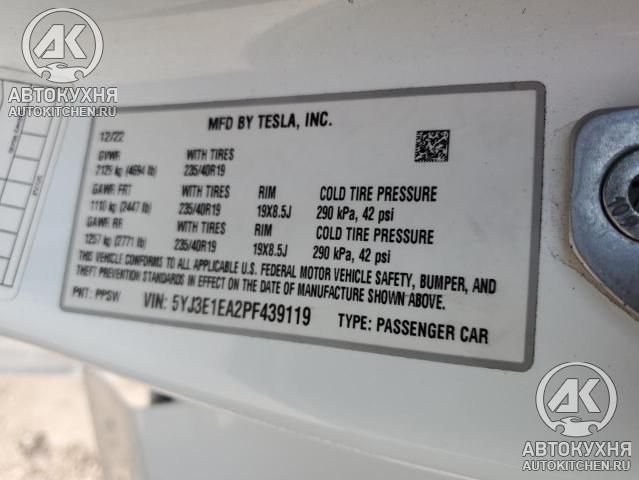 AK
АВТОКУХНЯ
AUTOKITCHEN.RU
MFD BY TESLA, INC.
12/22
GVWR WITH TIRES
2129 kg (4694 lb) 235/40R19
GAWR FRT WITH TIRES RIM COLD TIRE PRESSURE
1110 kg (2447 lb) 235/40R19 19X8.5J 290 kPa, 42 psi
GAWR RR WITH TIRES RIM COLD TIRE PRESSURE
1257 kg (2771 lb) 235/40R19 19X8.5J 290 kPa, 42 psi
THIS VEHICLE CONFORMS TO ALL APPLICABLE U.S. FEDERAL MOTOR VEHICLE SAFETY, BUMPER, AND
THEFT PREVENTION STANDARDS IN EFFECT ON THE DATE OF MANUFACTURE SHOWN ABOVE.
PNT: PPSW VIN: 5YJ3E1EA2PF439119 TYPE: PASSENGER CAR
AK
АВТОКУХНЯ
AUTOKITCHEN.RU